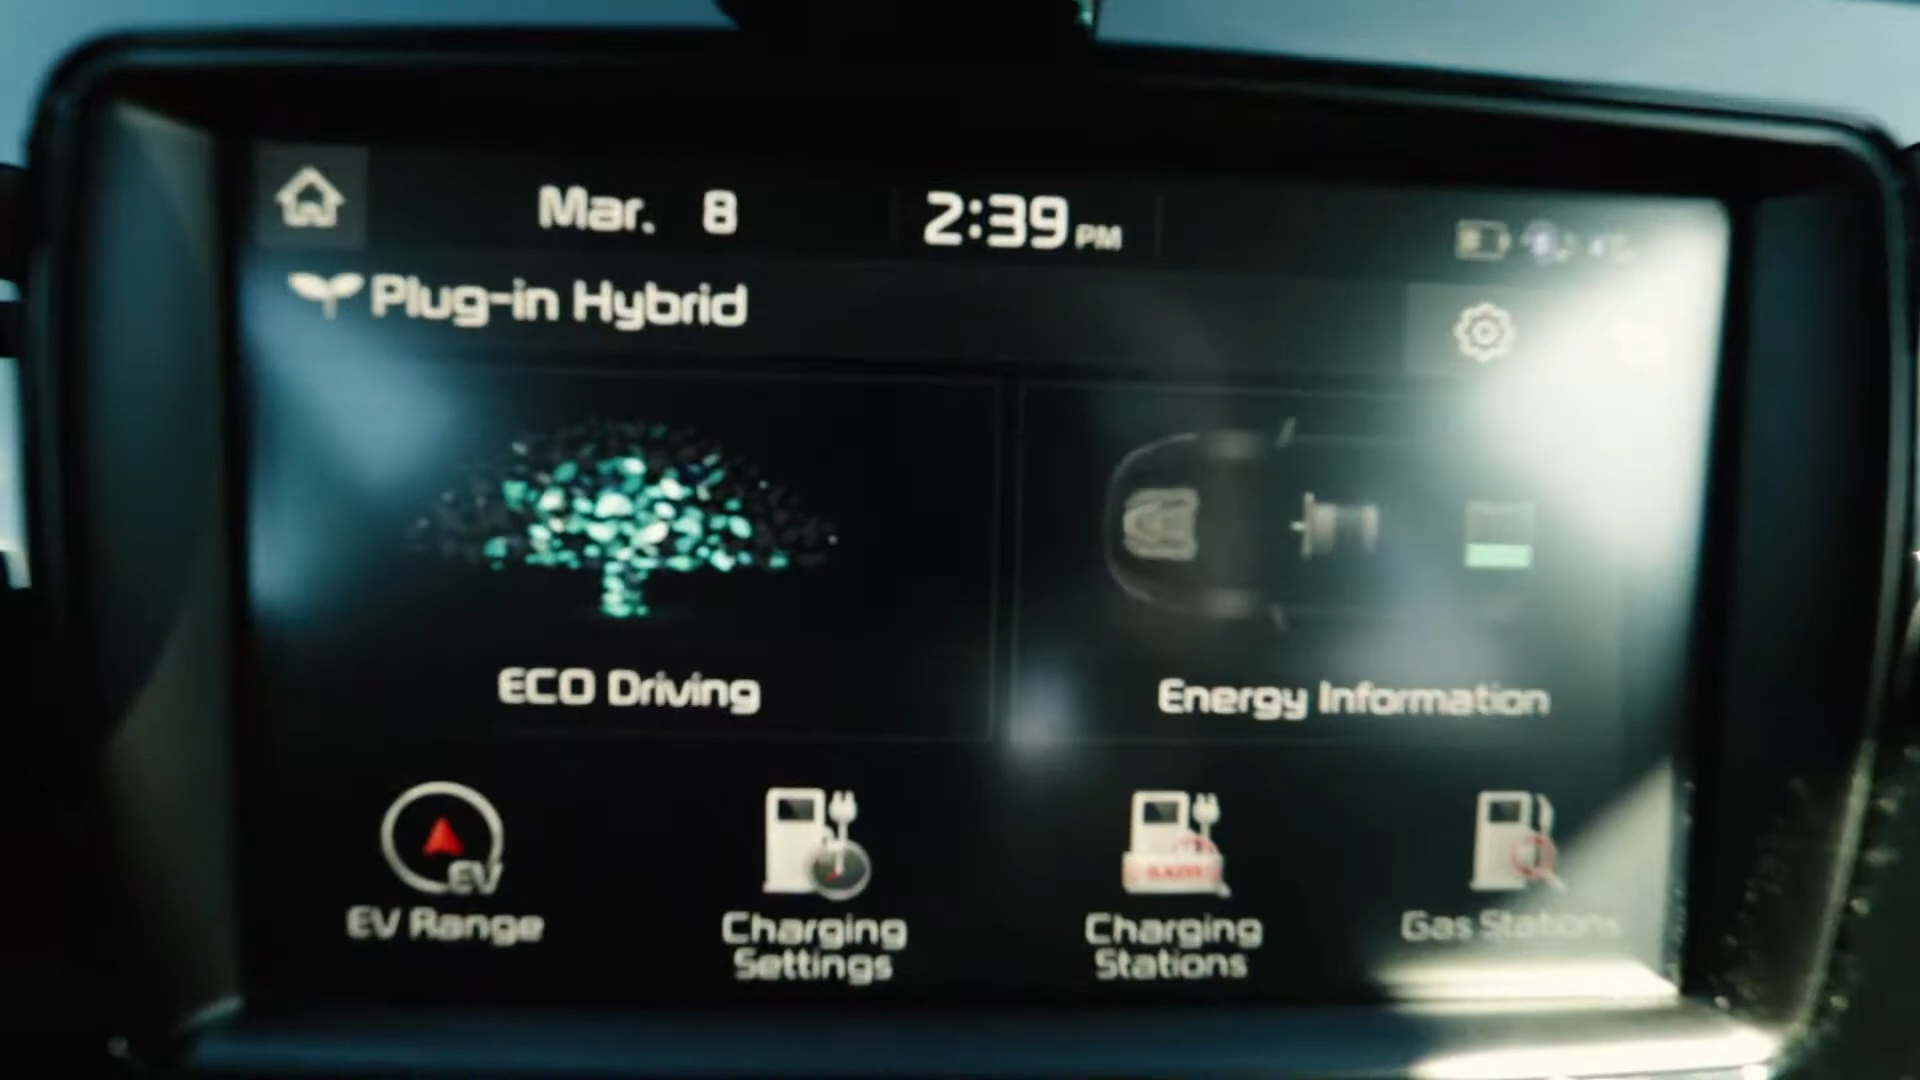 Mar. 8 2:39 PM
Plug-in Hybrid
ECO Driving
Energy Information
EV
EV Range
Charging
Settings
Charging
Stations
Gas Stations